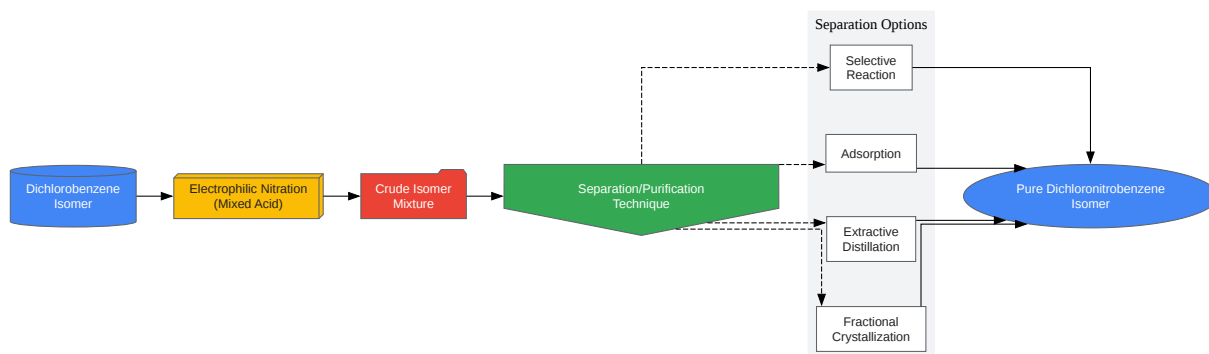 Separation Options
Selective
Reaction
Adsorption
Dichlorobenzene
Isomer
Electrophilic Nitration
(Mixed Acid)
Crude Isomer
Mixture
Separation/Purification
Technique
Pure Dichloronitrobenzene
Isomer
Extractive
Distillation
Fractional
Crystallization